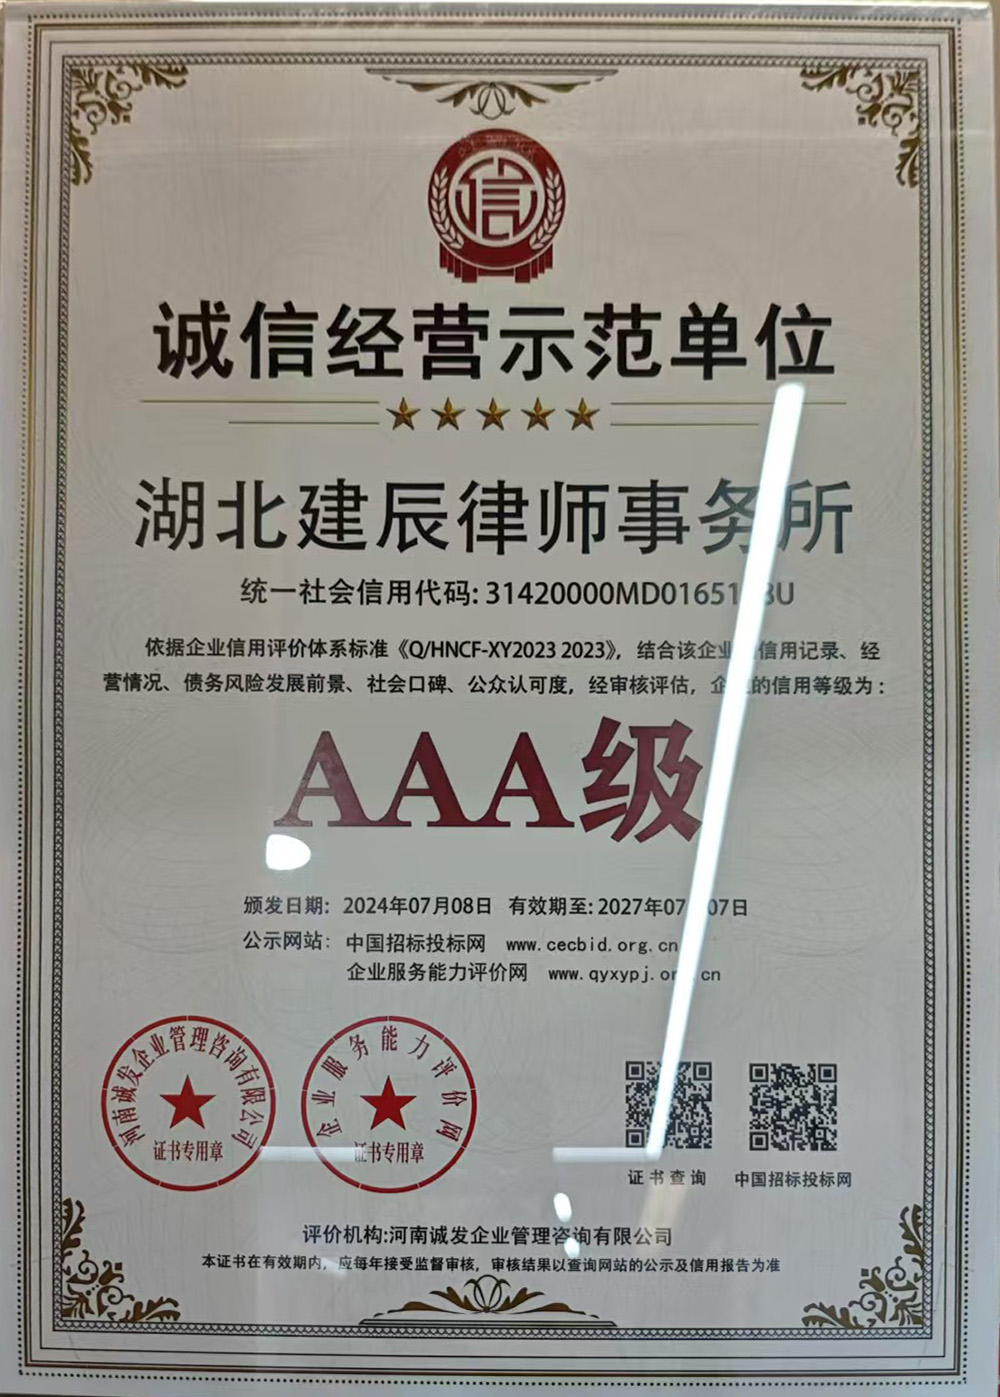 信
诚信经营示范单位
湖北建辰律师事务所
统一社会信用代码: 31420000MD0165 8U
依据企业信用评价体系标准《Q/HNCF-XY2023 2023》，结合该企业 信用记录、经
营情况、债务风险发展前景、社会口碑、公众认可度，经审核评估，企 的信用等级为：
AAA级
颁发日期: 2024年07月08日 有效期至: 2027年07 07日
公示网站: 中国招标投标网 www.cecbid.org.cn
企业服务能力评价网 www.qyxypj.org.cn
河南诚发企业管理咨询有限公司
证书专用章
企业服务能力评价网
证书专用章
证书查询
中国招标投标网
评价机构:河南诚发企业管理咨询有限公司
本证书在有效期内，应每年接受监督审核，审核结果以查询网站的公示及信用报告为准